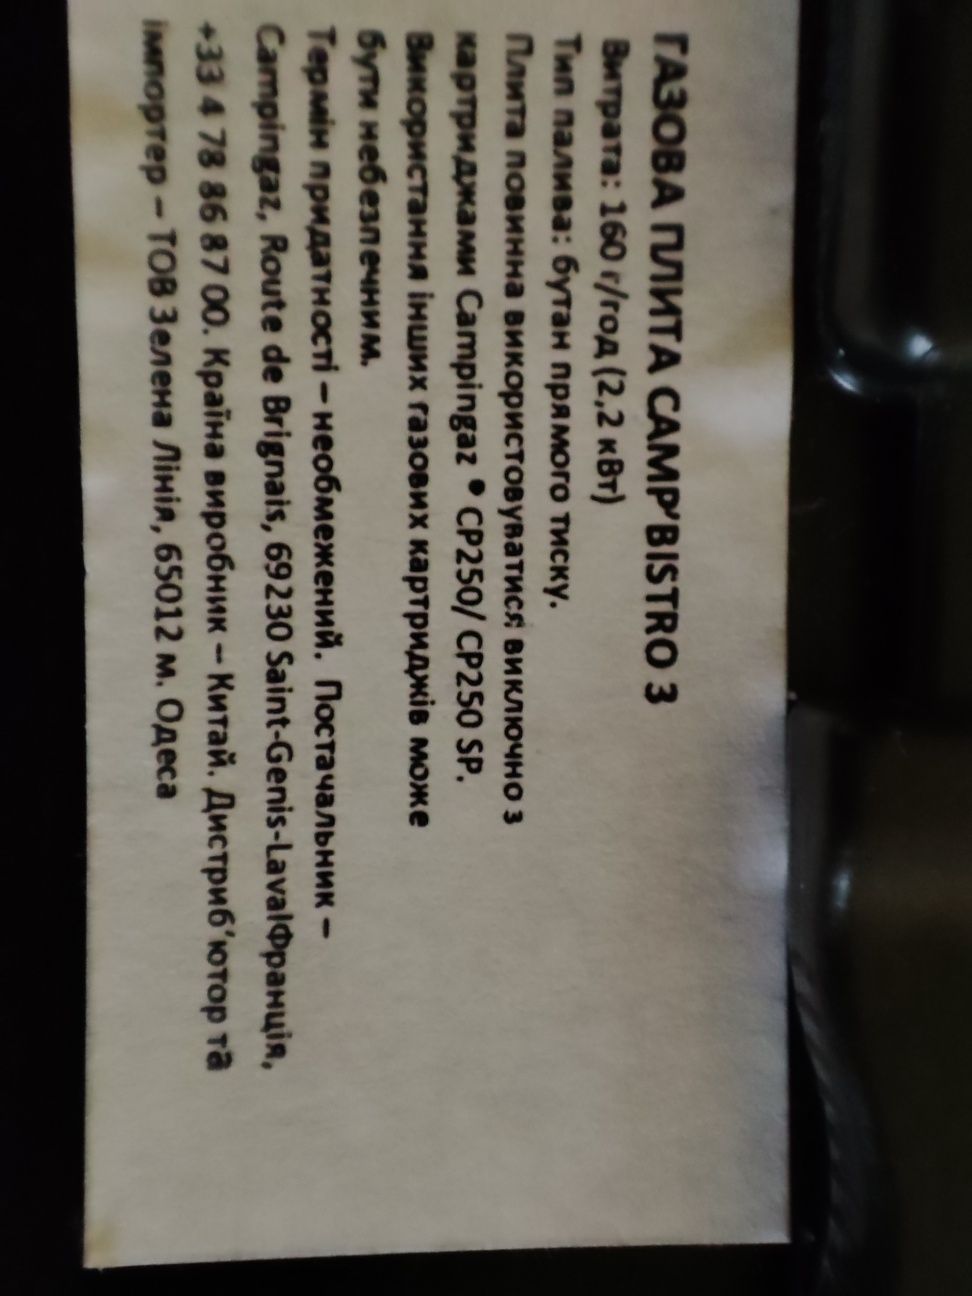 ГАЗОВА ПЛИТА CAMP'BISTRO 3
Витрата: 160 г/год (2,2 кВт)
Тип палива: бутан прямого тиску.
Плита повинна використовуватися виключно з
картриджами Campingaz ® CP250/ CP250 SP.
Використання інших газових картриджів може
бути небезпечним.
Термін придатності – необмежений. Постачальник –
Campingaz, Route de Brignais, 69230 Saint-Genis-LavalФранція,
+33 4 78 86 87 00. Країна виробник – Китай. Дистриб'ютор та
імпортер – ТОВ Зелена Лінія, 65012 м. Одеса